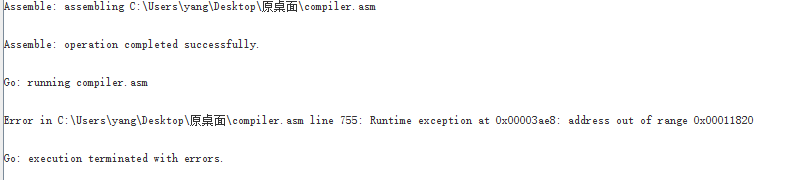 Assemble: assembling C:\Users\yang\Desktop\原桌面\compiler.asm
Assemble: operation completed successfully.
Go: running compiler.asm
Error in C:\Users\yang\Desktop\原桌面\compiler.asm line 755: Runtime exception at 0x00003ae8: address out of range 0x00011820
Go: execution terminated with errors.